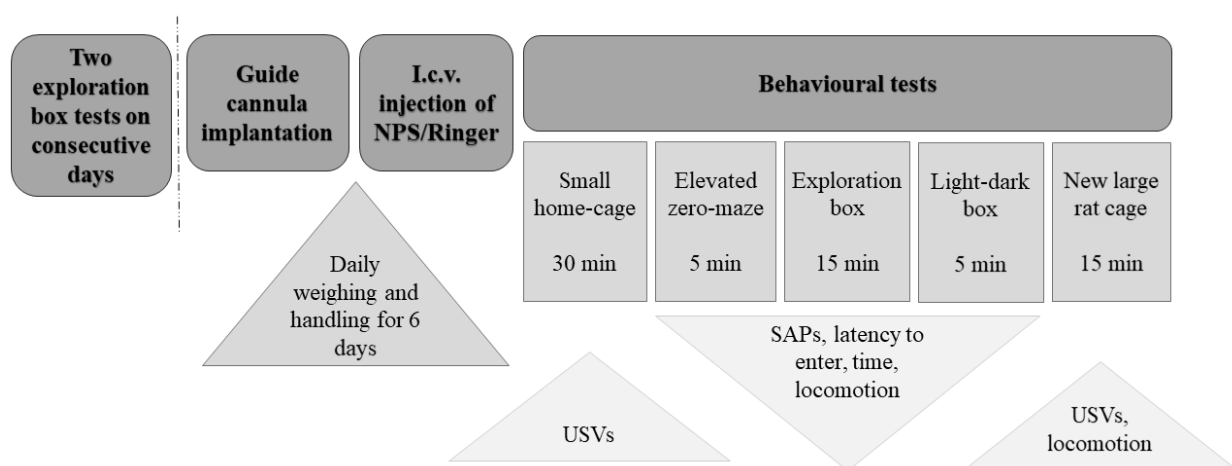 Two
exploration
box tests on
consecutive
days
Guide
cannula
implantation
I.c.v.
injection of
NPS/Ringer
Behavioural tests
Daily
weighing and
handling for 6
days
Small
home-cage
30 min
Elevated
zero-maze
5 min
Exploration
box
15 min
Light-dark
box
5 min
New large
rat cage
15 min
USVs
SAPs, latency to
enter, time,
locomotion
USVs,
locomotion